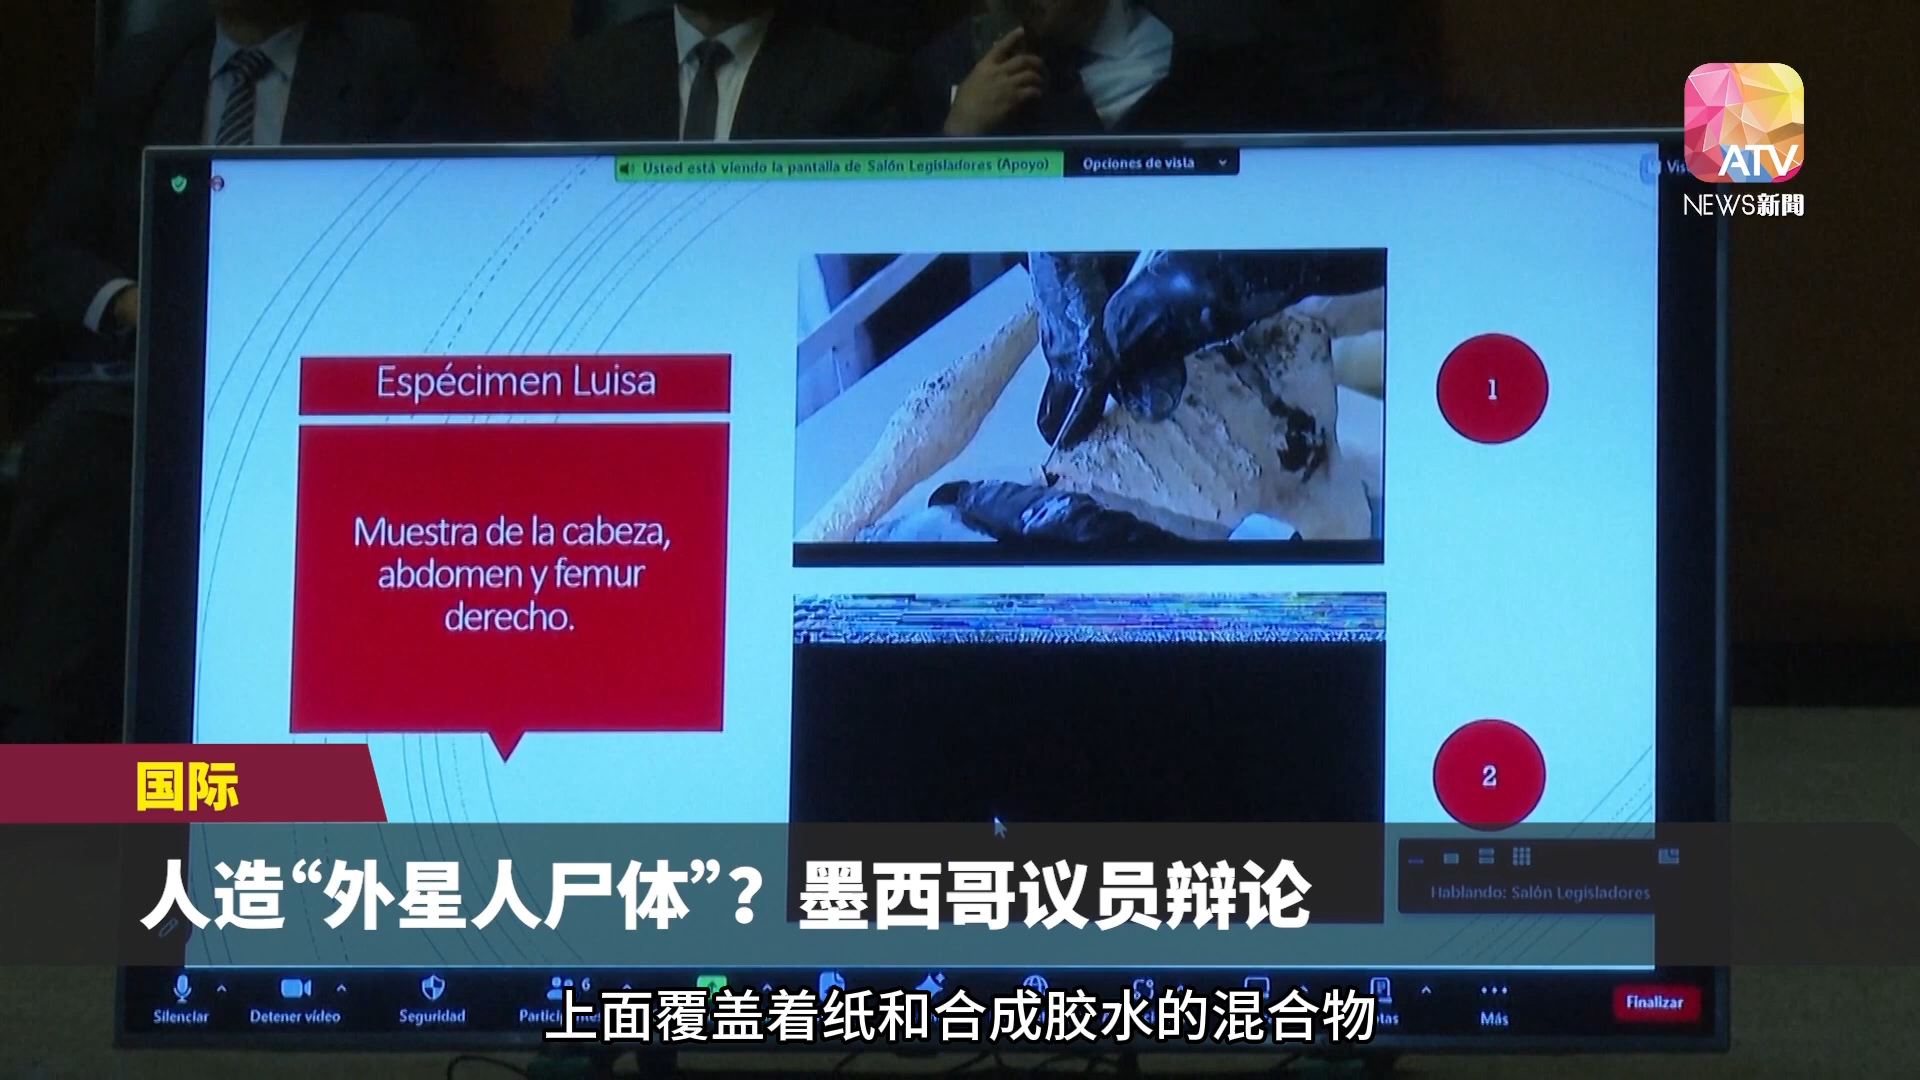 Usted está viendo la pantalla de Salón Legisladores (Apoyo)
Opciones de vista
ATV
NEWS新聞
Espécimen Luisa
Muestra de la cabeza,
abdomen y femur
derecho.
1
2
国际
人造“外星人尸体”？墨西哥议员辩论
Hablando: Salón Legisladores
6
Silenciar
Detener vídeo
Seguridad
Más
Finalizar
上面覆盖着纸和合成胶水的混合物